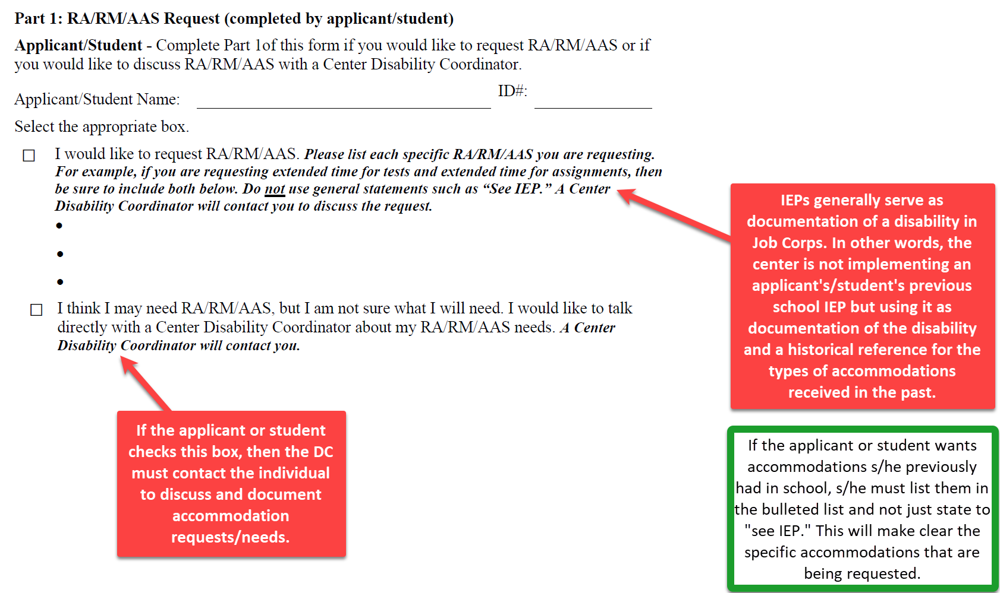 Part 1: RA/RM/AAS Request (completed by applicant/student)
Applicant/Student - Complete Part 1of this form if you would like to request RA/RM/AAS or if
you would like to discuss RA/RM/AAS with a Center Disability Coordinator.
Applicant/Student Name: ID#:
Select the appropriate box.
I would like to request RA/RM/AAS. Please list each specific RA/RM/AAS you are requesting.
For example, if you are requesting extended time for tests and extended time for assignments, then
be sure to include both below. Do not use general statements such as “See IEP.” A Center
Disability Coordinator will contact you to discuss the request.
•
•
•
I think I may need RA/RM/AAS, but I am not sure what I will need. I would like to talk
directly with a Center Disability Coordinator about my RA/RM/AAS needs. A Center
Disability Coordinator will contact you.
IEPs generally serve as
documentation of a disability in
Job Corps. In other words, the
center is not implementing an
applicant's/student's previous
school IEP but using it as
documentation of the disability
and a historical reference for the
types of accommodations
received in the past.
If the applicant or student
checks this box, then the DC
must contact the individual
to discuss and document
accommodation
requests/needs.
If the applicant or student wants
accommodations s/he previously
had in school, s/he must list them in
the bulleted list and not just state to
"see IEP." This will make clear the
specific accommodations that are
being requested.